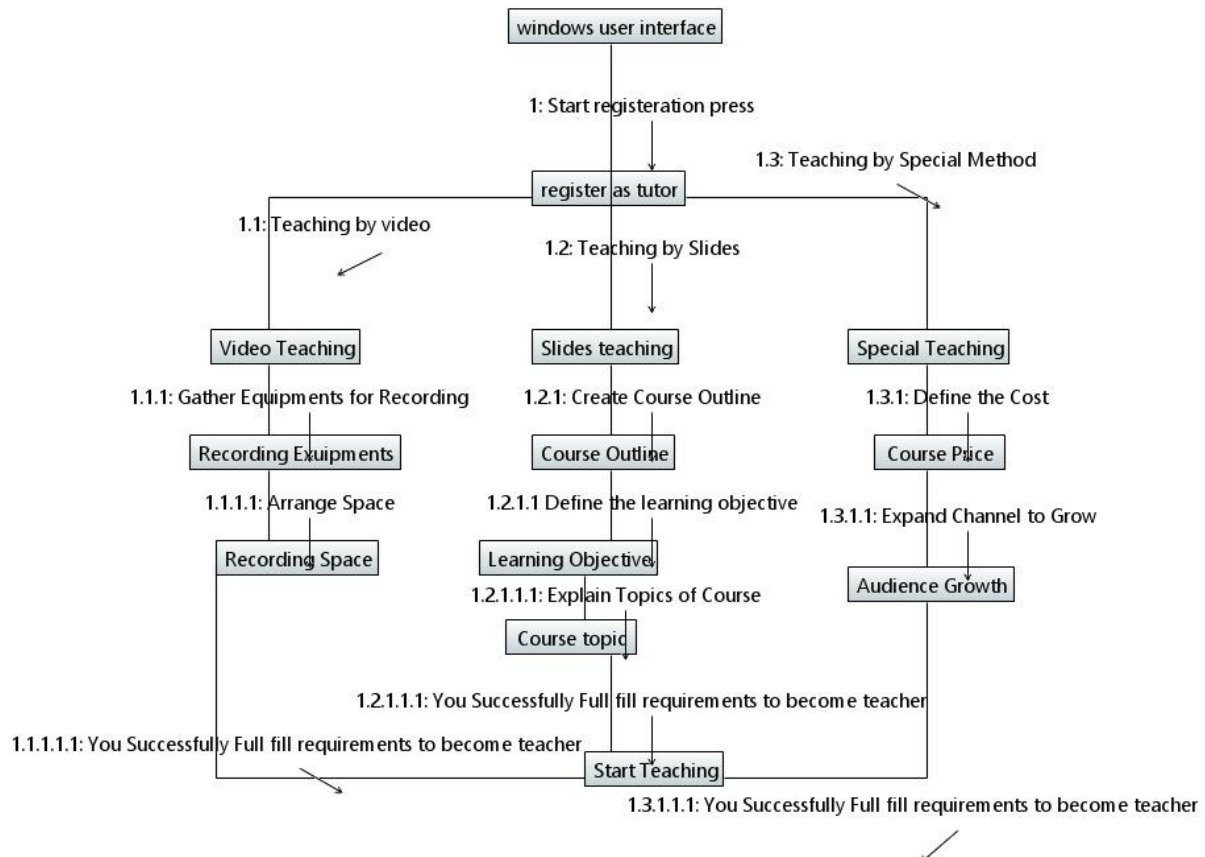 windows user interface
1: Start registeration press
1.3: Teaching by Special Method
register as tutor
1.1: Teaching by video
1.2: Teaching by Slides
Video Teaching
Slides teaching
Special Teaching
1.1.1: Gather Equipments for Recording
1.2.1: Create Course Outline
1.3.1: Define the Cost
Recording Exuipments
Course Outline
Course Price
1.1.1.1: Arrange Space
1.2.1.1 Define the learning objective
1.3.1.1: Expand Channel to Grow
Recording Space
Learning Objective
Audience Growth
1.2.1.1.1: Explain Topics of Course
Course topic
1.2.1.1.1: You Successfully Full fill requirements to become teacher
1.1.1.1.1: You Successfully Full fill requirements to become teacher
Start Teaching
1.3.1.1.1: You Successfully Full fill requirements to become teacher